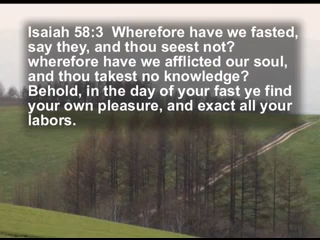 Isaiah 58:3  Wherefore have we fasted,
say they, and thou seest not?
wherefore have we afflicted our soul,
and thou takest no knowledge?
Behold, in the day of your fast ye find
your own pleasure, and exact all your
labors.